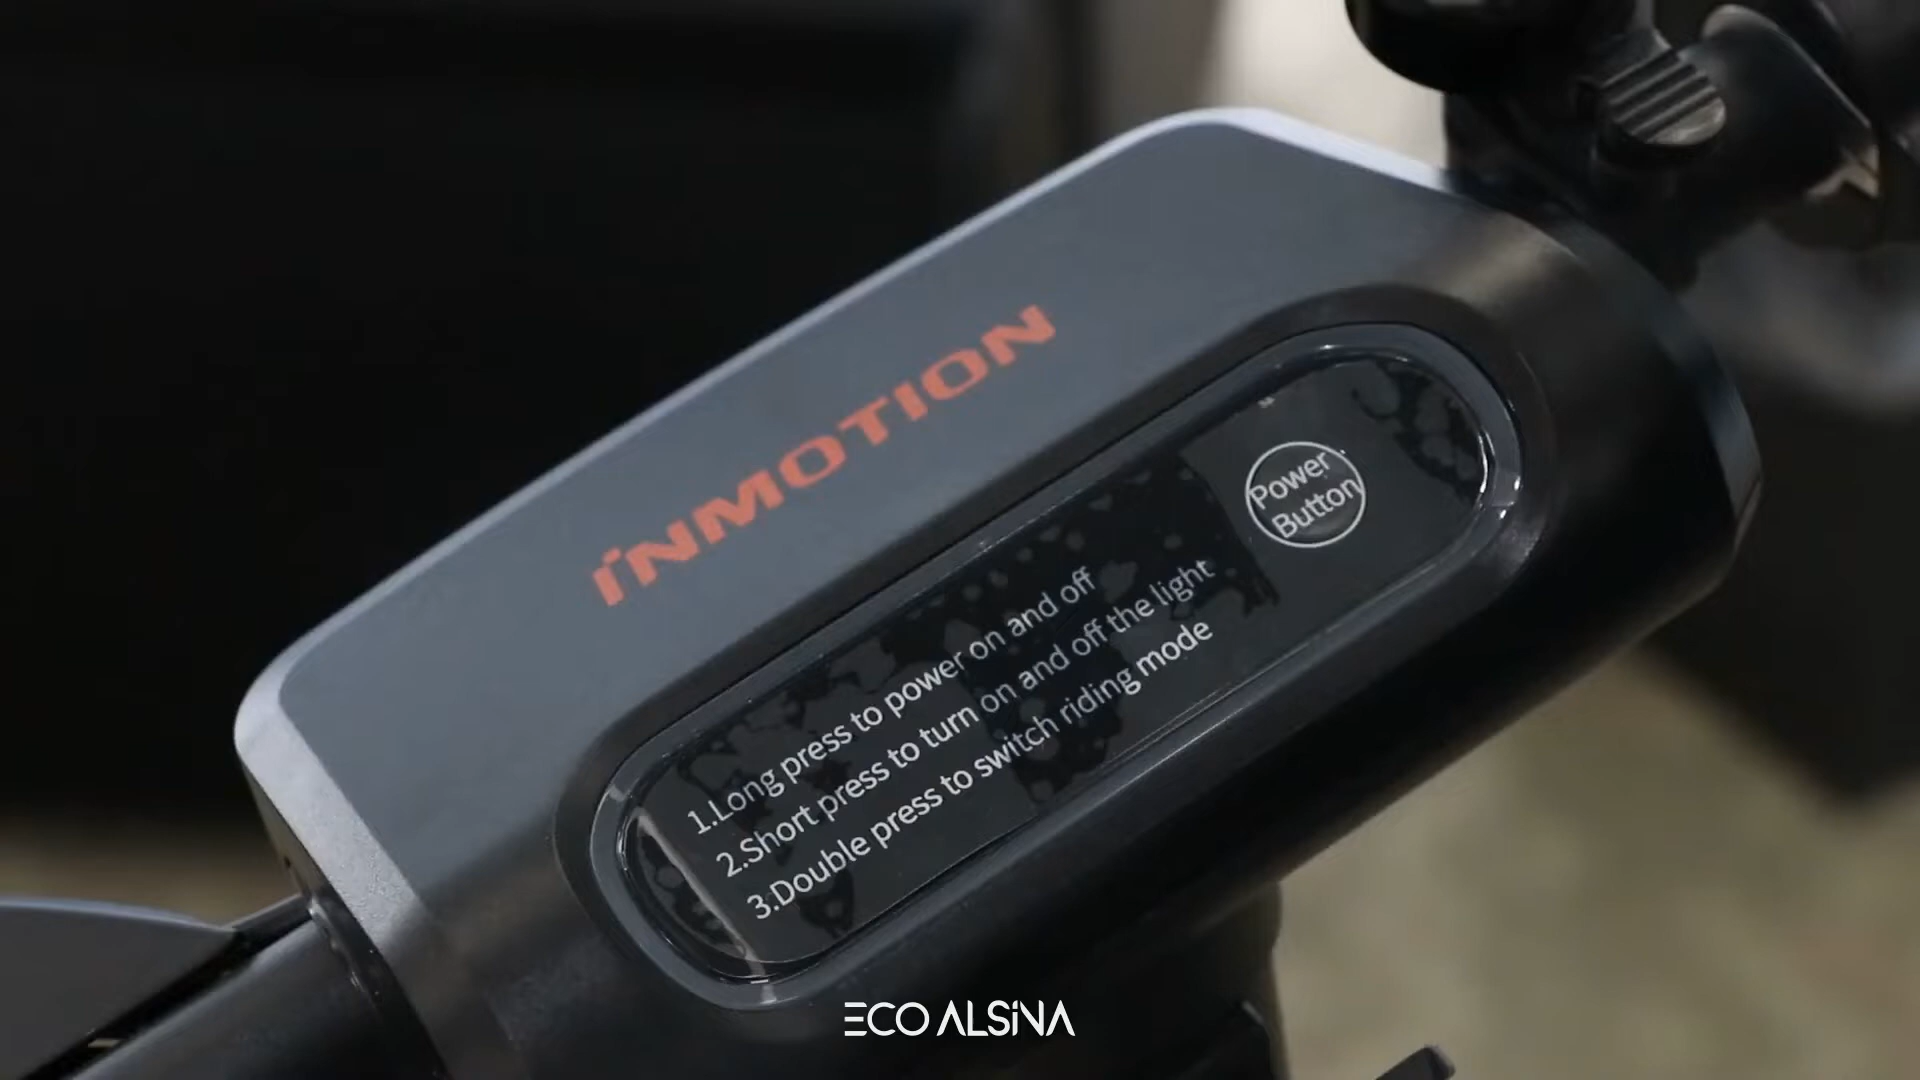 INMOTION
Power
Button
1.Long press to power on and off
2.Short press to turn on and off the light
3.Double press to switch riding mode
ECO ALSINA